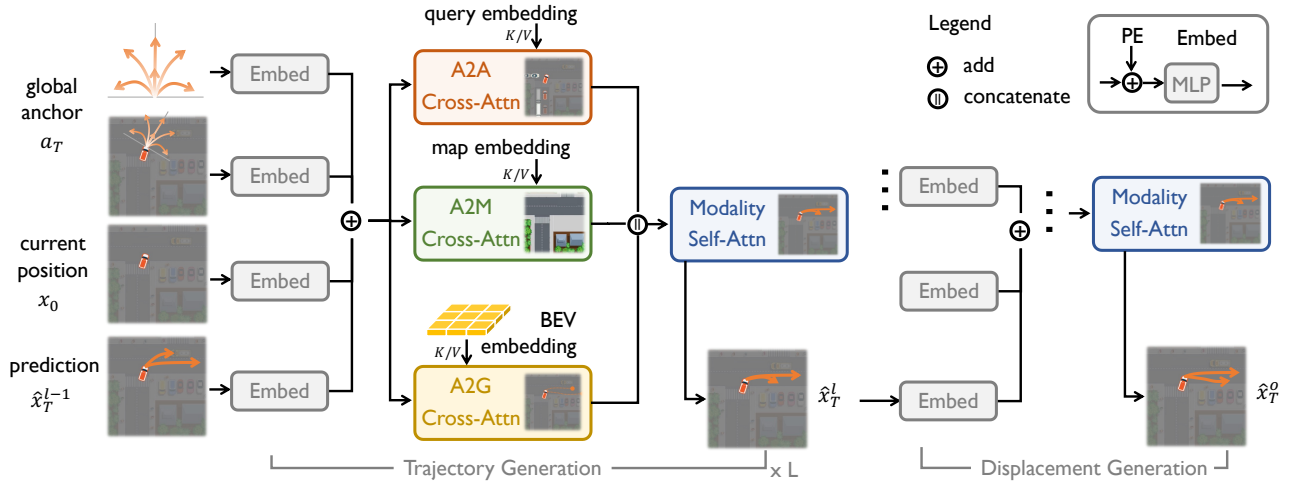 query embedding
K/V
Legend
add
concatenate
PE
Embed
MLP
global
anchor
a_T
Embed
Embed
A2A
Cross-Attn
map embedding
K/V
A2M
Cross-Attn
Modality
Self-Attn
Embed
Modality
Self-Attn
current
position
x_0
Embed
Embed
BEV
embedding
K/V
prediction
x̂_T^{l-1}
Embed
A2G
Cross-Attn
x̂_T^l
Embed
x̂_T^o
Trajectory Generation
x L
Displacement Generation